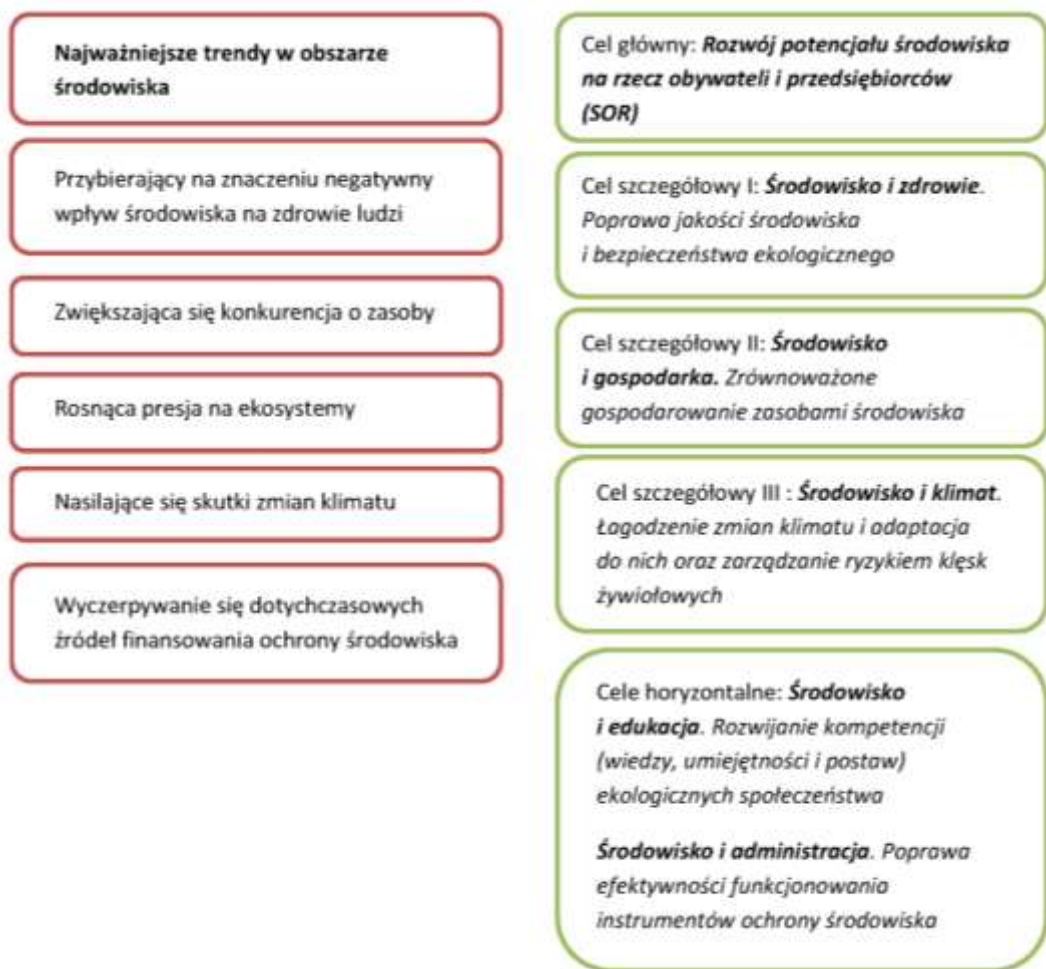 Najważniejsze trendy w obszarze
środowiska
Przybierający na znaczeniu negatywny
wpływ środowiska na zdrowie ludzi
Zwiększająca się konkurencja o zasoby
Rosnąca presja na ekosystemy
Nasilające się skutki zmian klimatu
Wyczerpywanie się dotychczasowych
źródeł finansowania ochrony środowiska
Cel główny: Rozwój potencjału środowiska
na rzecz obywateli i przedsiębiorców
(SOR)
Cel szczegółowy I: Środowisko i zdrowie.
Poprawa jakości środowiska
i bezpieczeństwa ekologicznego
Cel szczegółowy II: Środowisko
i gospodarka. Zrównoważone
gospodarowanie zasobami środowiska
Cel szczegółowy III : Środowisko i klimat.
Łagodzenie zmian klimatu i adaptacja
do nich oraz zarządzanie ryzykiem klęsk
żywiołowych
Cele horyzontalne: Środowisko
i edukacja. Rozwijanie kompetencji
(wiedzy, umiejętności i postaw)
ekologicznych społeczeństwa
Środowisko i administracja. Poprawa
efektywności funkcjonowania
instrumentów ochrony środowiska